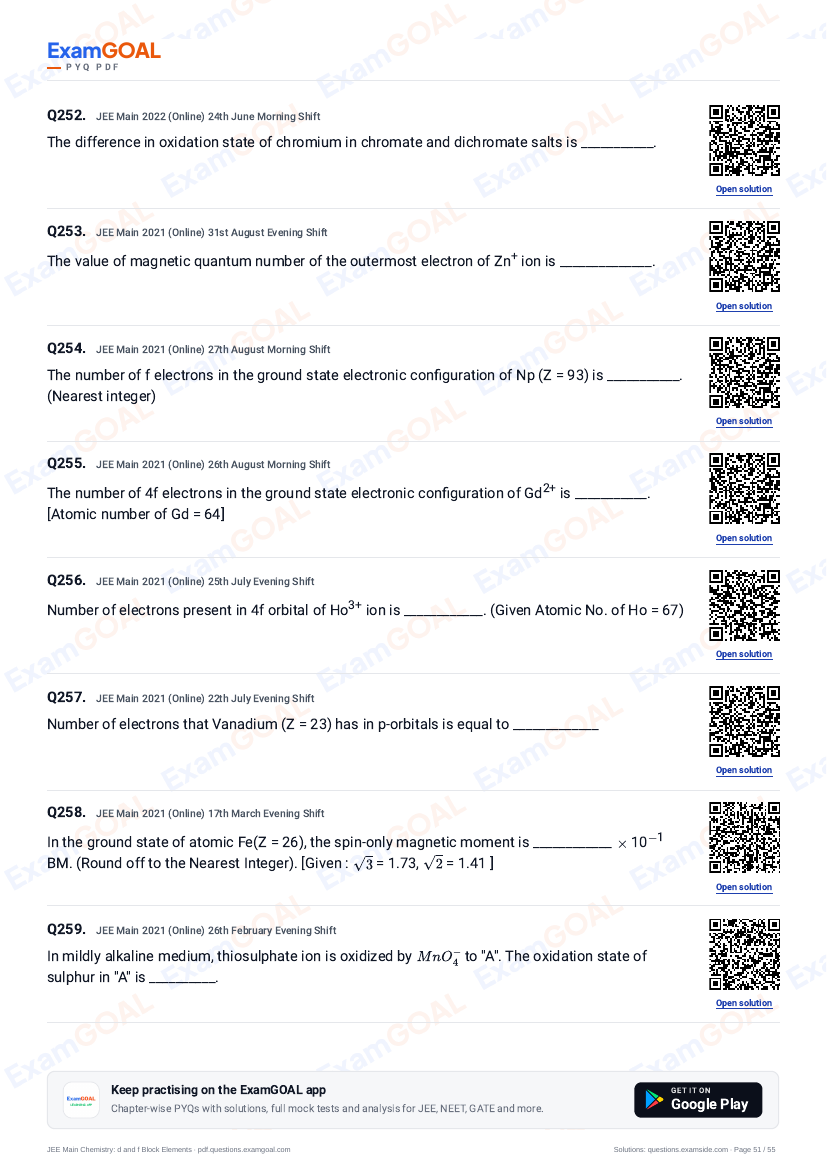 ExamGOAL
PYQ PDF
Q252. JEE Main 2022 (Online) 24th June Morning Shift
The difference in oxidation state of chromium in chromate and dichromate salts is __________.
Open solution
Q253. JEE Main 2021 (Online) 31st August Evening Shift
The value of magnetic quantum number of the outermost electron of Zn⁺ ion is ____________.
Open solution
Q254. JEE Main 2021 (Online) 27th August Morning Shift
The number of f electrons in the ground state electronic configuration of Np (Z = 93) is __________.
(Nearest integer)
Open solution
Q255. JEE Main 2021 (Online) 26th August Morning Shift
The number of 4f electrons in the ground state electronic configuration of Gd²⁺ is __________.
[Atomic number of Gd = 64]
Open solution
Q256. JEE Main 2021 (Online) 25th July Evening Shift
Number of electrons present in 4f orbital of Ho³⁺ ion is ___________. (Given Atomic No. of Ho = 67)
Open solution
Q257. JEE Main 2021 (Online) 22th July Evening Shift
Number of electrons that Vanadium (Z = 23) has in p-orbitals is equal to ____________
Open solution
Q258. JEE Main 2021 (Online) 17th March Evening Shift
In the ground state of atomic Fe(Z = 26), the spin-only magnetic moment is ___________ × 10⁻¹
BM. (Round off to the Nearest Integer). [Given : √3 = 1.73, √2 = 1.41 ]
Open solution
Q259. JEE Main 2021 (Online) 26th February Evening Shift
In mildly alkaline medium, thiosulphate ion is oxidized by MnO₄⁻ to "A". The oxidation state of
sulphur in "A" is _________.
Open solution
Keep practising on the ExamGOAL app
Chapter-wise PYQs with solutions, full mock tests and analysis for JEE, NEET, GATE and more.
GET IT ON
Google Play
JEE Main Chemistry: d and f Block Elements · pdf.questions.examgoal.com
Solutions: questions.examside.com · Page 51 / 55